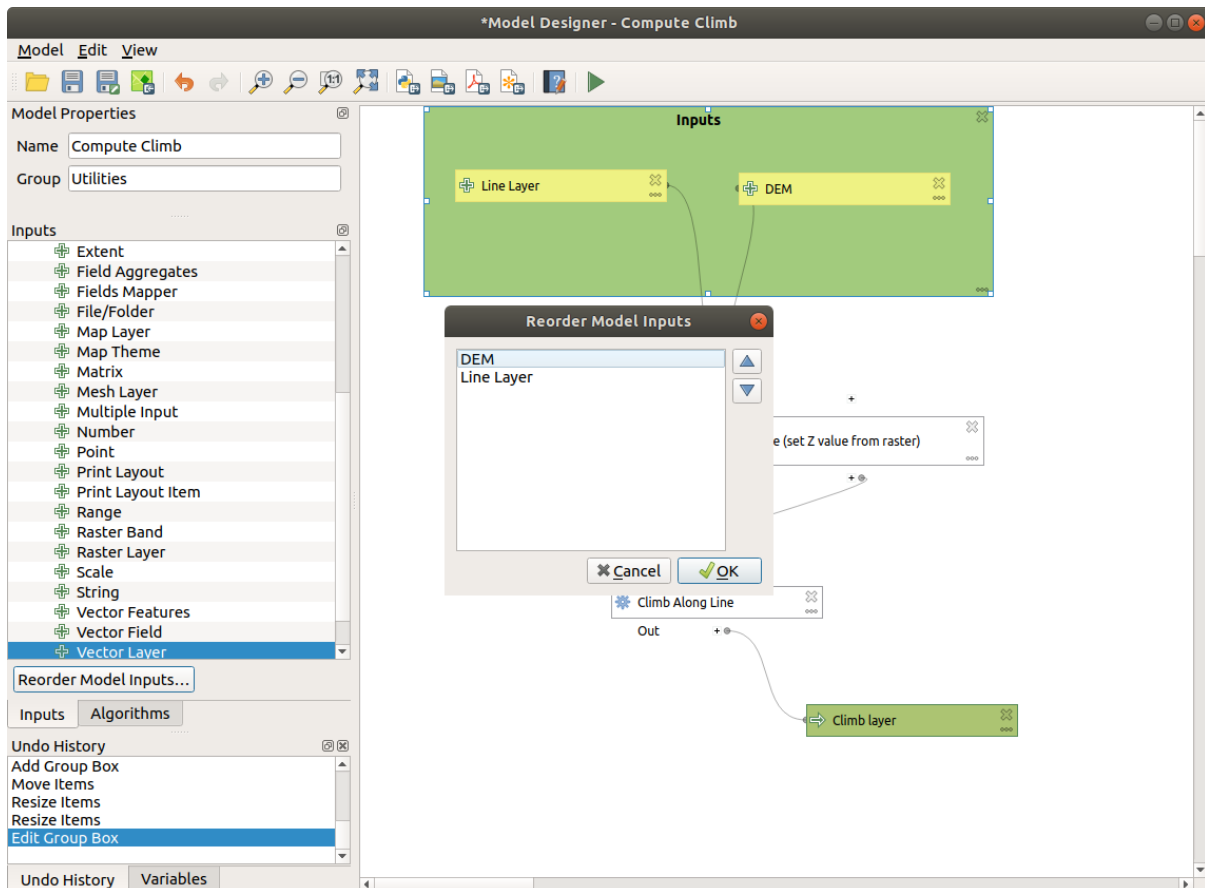 *Model Designer - Compute Climb
Model Edit View
1:1
Model Properties
Name Compute Climb
Group Utilities
Inputs
Extent
Field Aggregates
Fields Mapper
File/Folder
Map Layer
Map Theme
Matrix
Mesh Layer
Multiple Input
Number
Point
Print Layout
Print Layout Item
Range
Raster Band
Raster Layer
Scale
String
Vector Features
Vector Field
Vector Layer
Reorder Model Inputs...
Inputs Algorithms
Undo History
Add Group Box
Move Items
Resize Items
Resize Items
Edit Group Box
Undo History Variables
Inputs
Line Layer
DEM
Reorder Model Inputs
DEM
Line Layer
Cancel OK
e (set Z value from raster)
Climb Along Line
Out
Climb layer